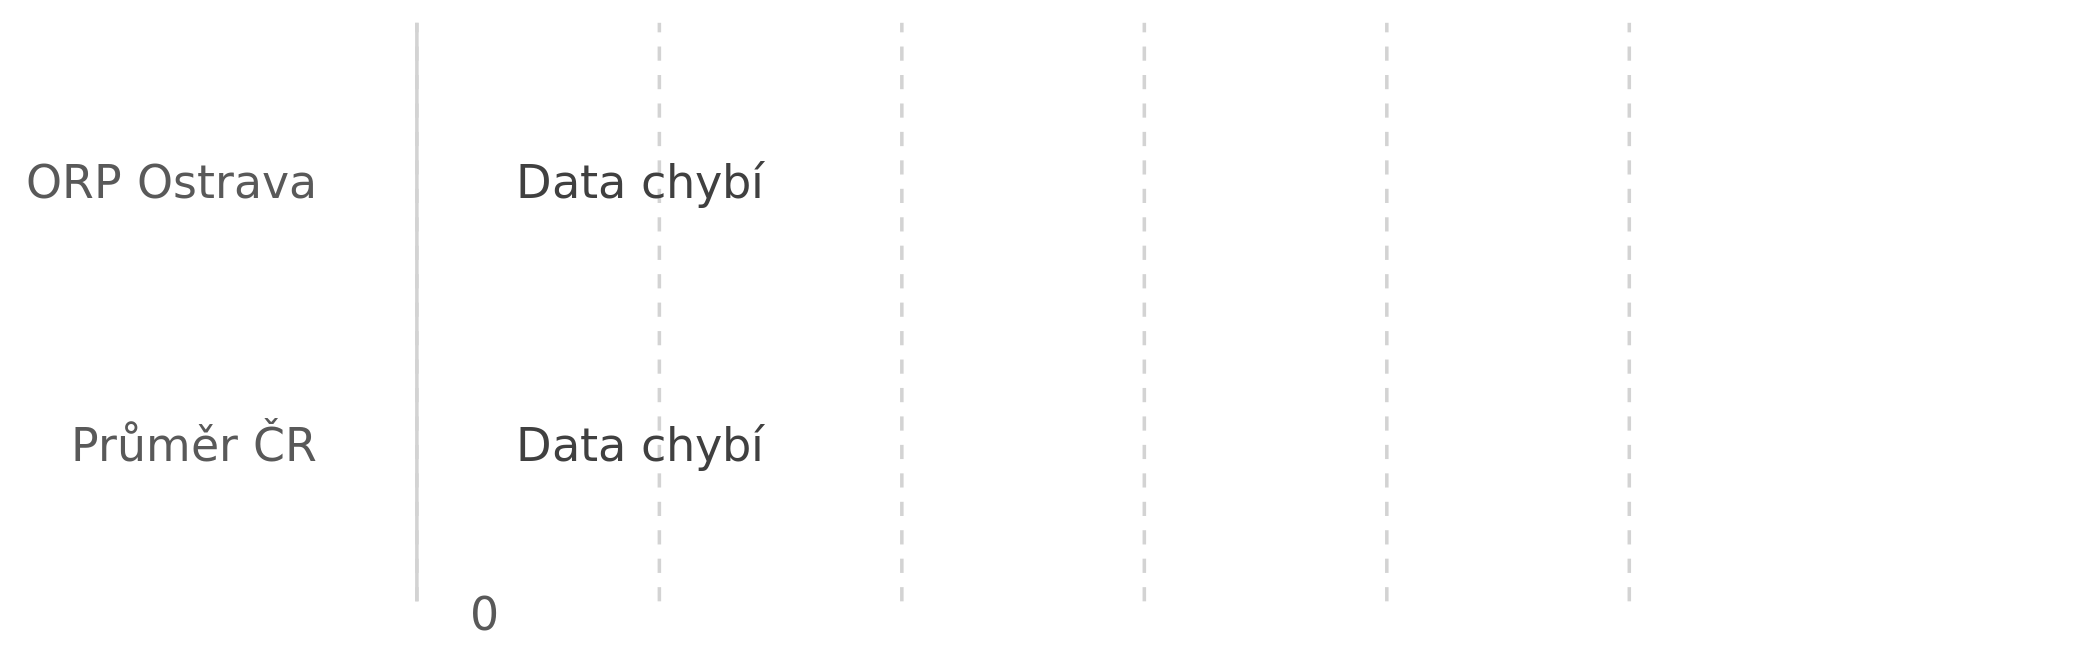 ORP Ostrava Data chybí
Průměr ČR Data chybí
0